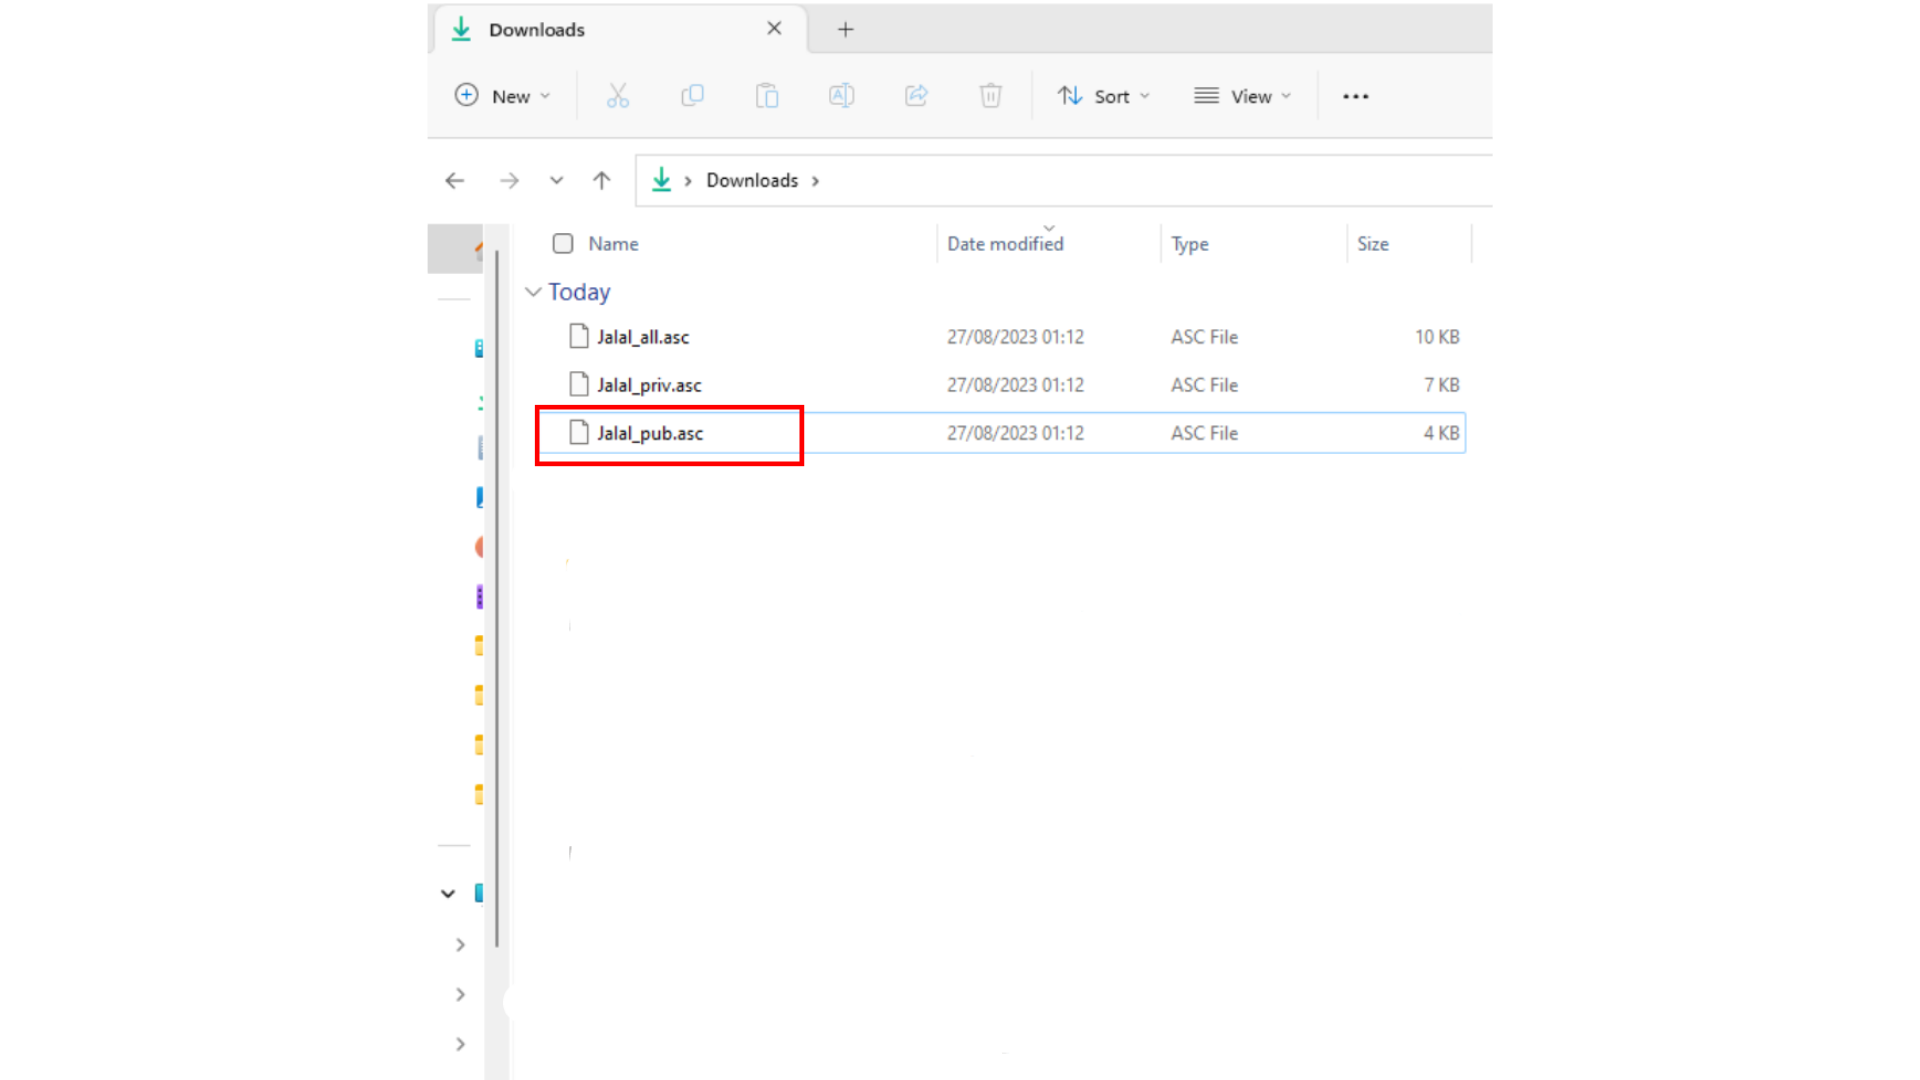 Downloads
New Sort View
Downloads
Name Date modified Type Size
Today
Jalal_all.asc 27/08/2023 01:12 ASC File 10 KB
Jalal_priv.asc 27/08/2023 01:12 ASC File 7 KB
Jalal_pub.asc 27/08/2023 01:12 ASC File 4 KB